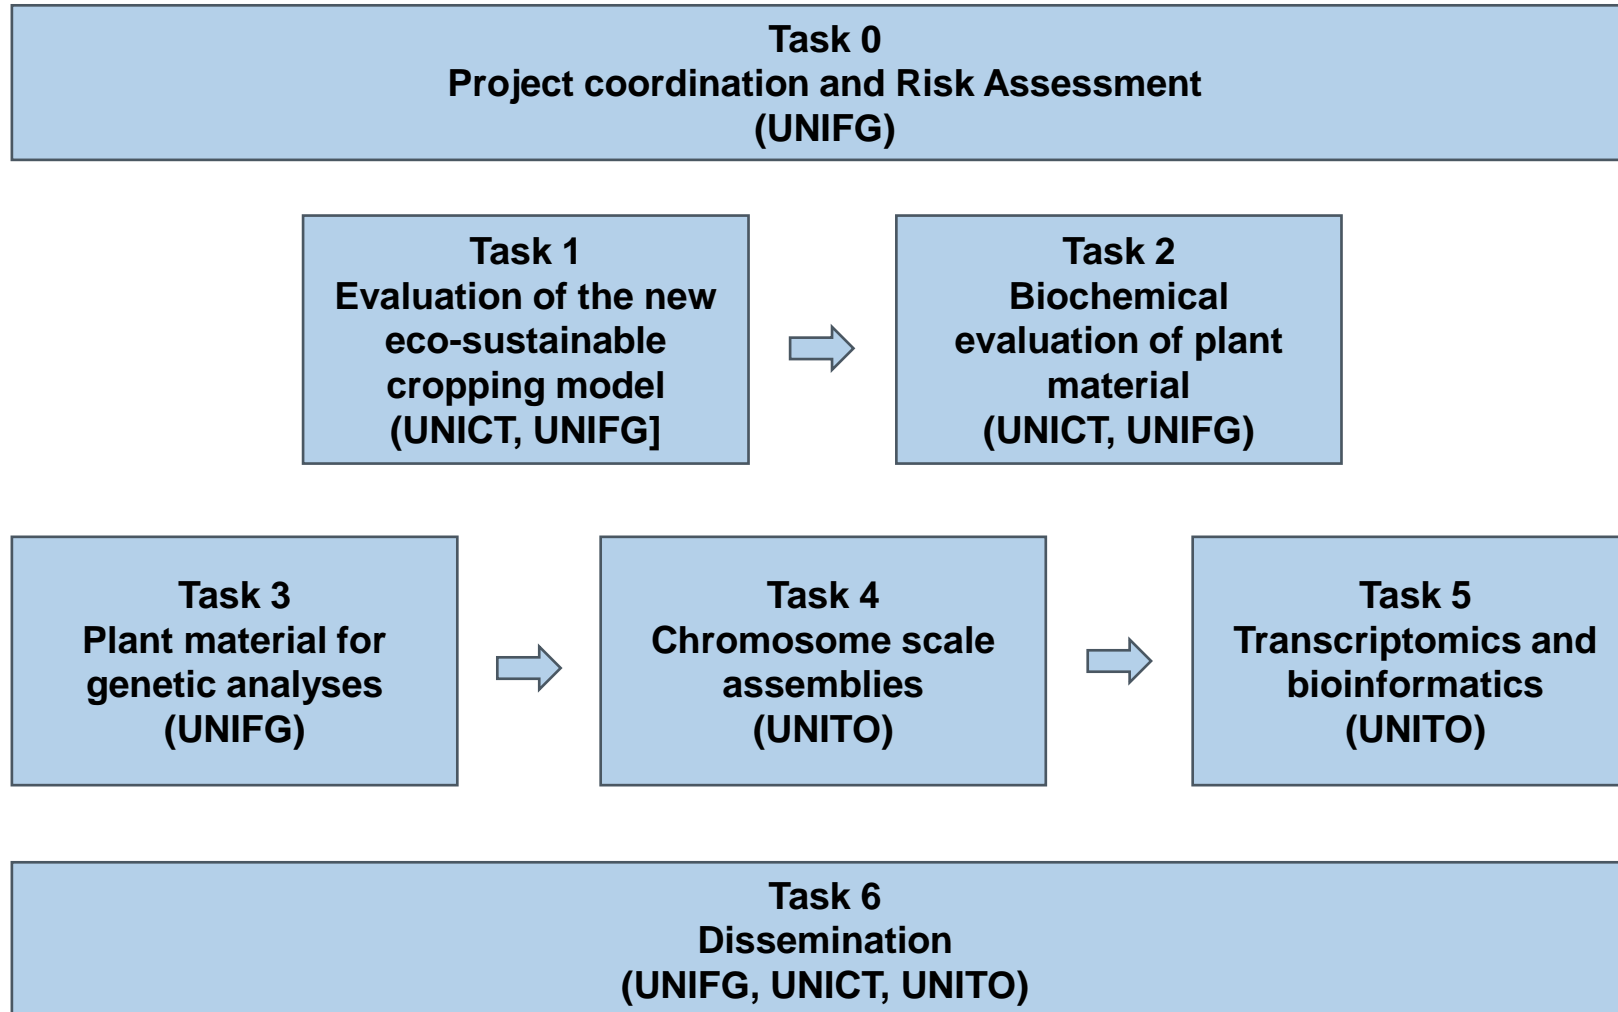 Task 0
Project coordination and Risk Assessment
(UNIFG)
Task 1
Evaluation of the new
eco-sustainable
cropping model
(UNICT, UNIFG]
Task 2
Biochemical
evaluation of plant
material
(UNICT, UNIFG)
Task 3
Plant material for
genetic analyses
(UNIFG)
Task 4
Chromosome scale
assemblies
(UNITO)
Task 5
Transcriptomics and
bioinformatics
(UNITO)
Task 6
Dissemination
(UNIFG, UNICT, UNITO)